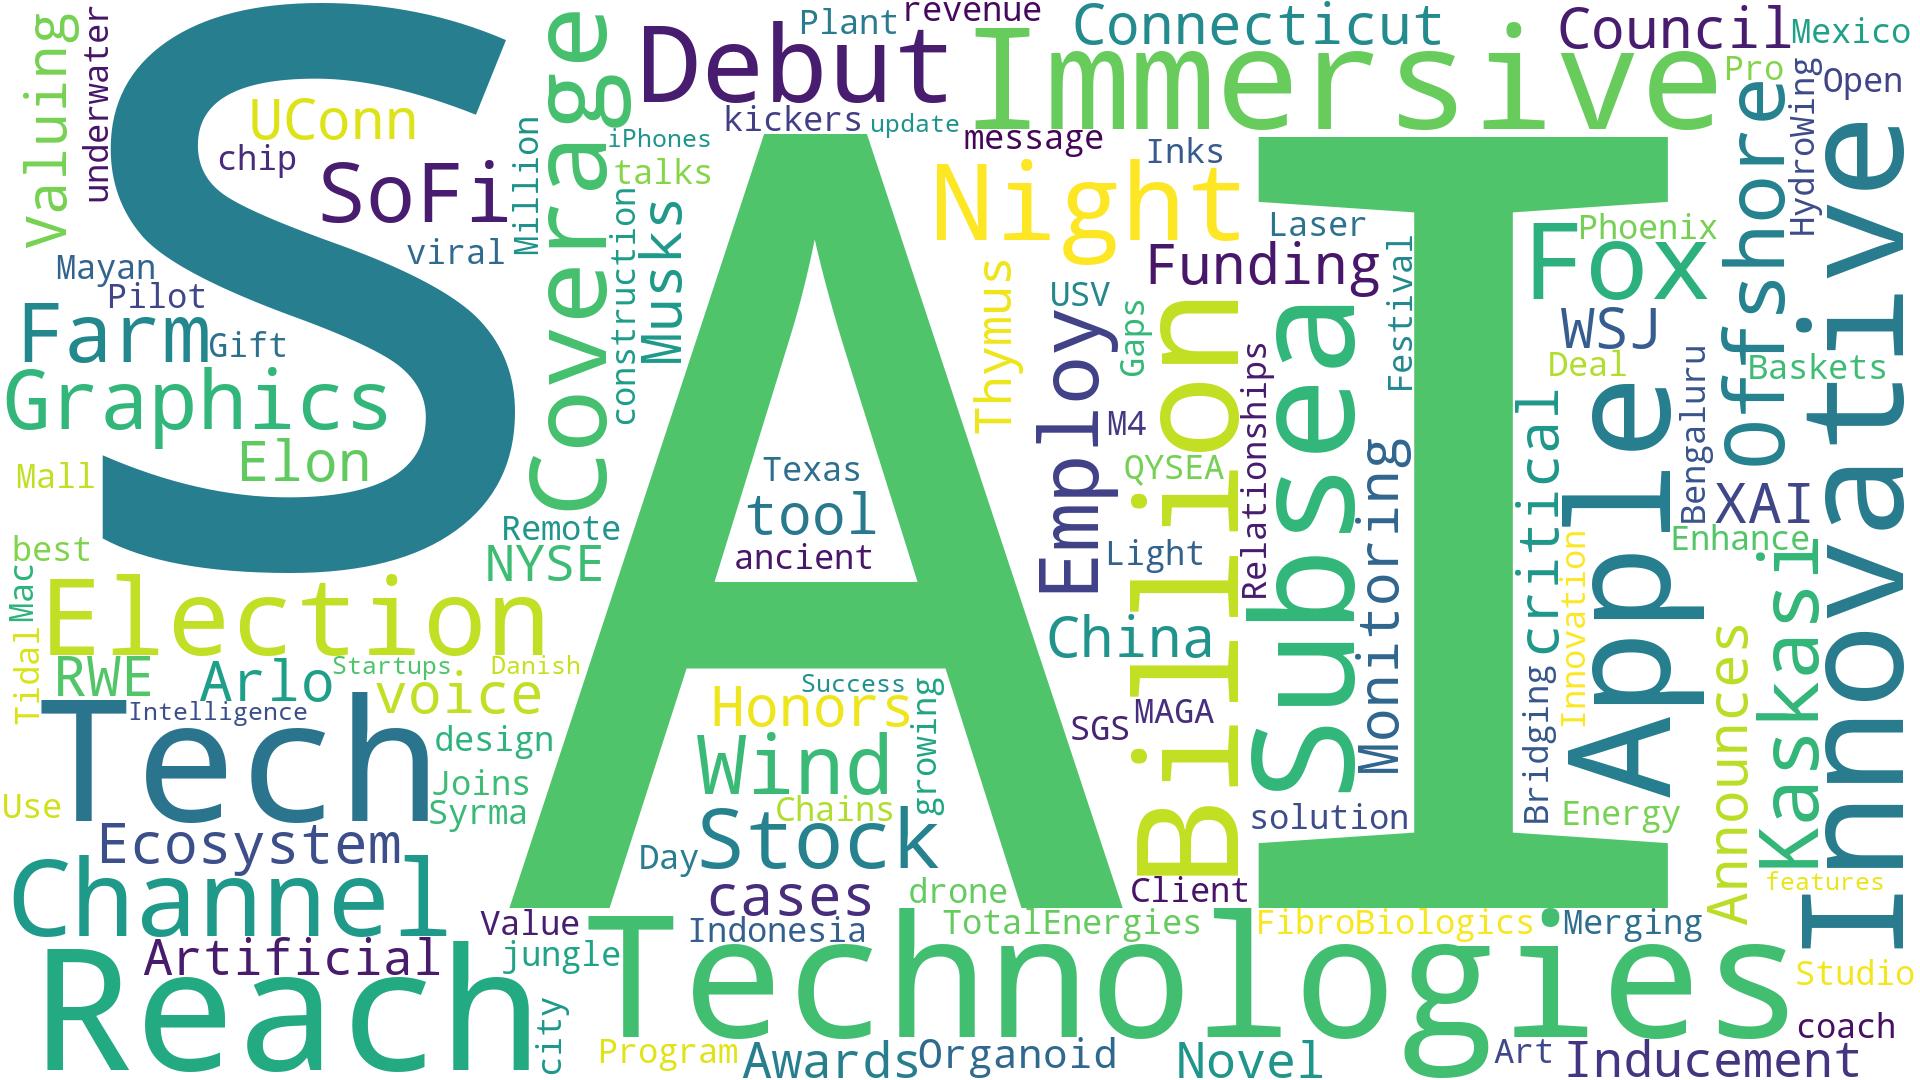 Valuing
underwater
S
UConn
chip
SoFi
viral
Million
Coverage
Debut
Plant
revenue
Immersive
Connecticut
Council
Mexico
Pro
Open
kickers
update
message
iPhones
talks
Inks
Night
Laser
Funding
Festival
Fox
Phoenix
Offshore
HydroWing
Innovative
Mayan
Pilot
Farm
Gift
Graphics
Elon
Mall
construction
Musks
AI
Thymus
USV
Gaps
Employ
M4
QYSEA
Billion
Relationships
Subsea
Monitoring
WSJ
Deal
Baskets
Bengaluru
critical
Apple
XAI
Enhance
Texas
tool
ancient
Remote
NYSE
best
Mac
Election
Tidal
RWE
Arlo
Startups
Danish
voice
Intelligence
Tech
design
Joins
Syrma
Use
Ecosystem
Light
China
SGS
MAGA
Innovation
Bridging
Kaskasi
Announces
Success
Honors
Wind
growing
Chains
Stock
Day
cases
drone
Client
solution
Energy
features
Channel
Value
Indonesia
TotalEnergies
FibroBiologics
Merging
Artificial
jungle
Technologies
Studio
Reach
city
Program
Awards
Organoid
Novel
Art
Inducement
coach